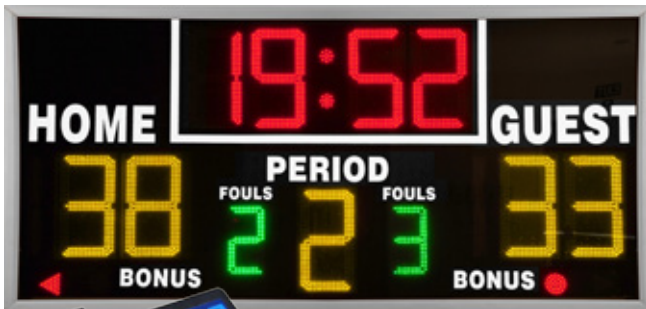 19:52
HOME GUEST
PERIOD
FOULS FOULS
38 2 2 3 33
BONUS BONUS